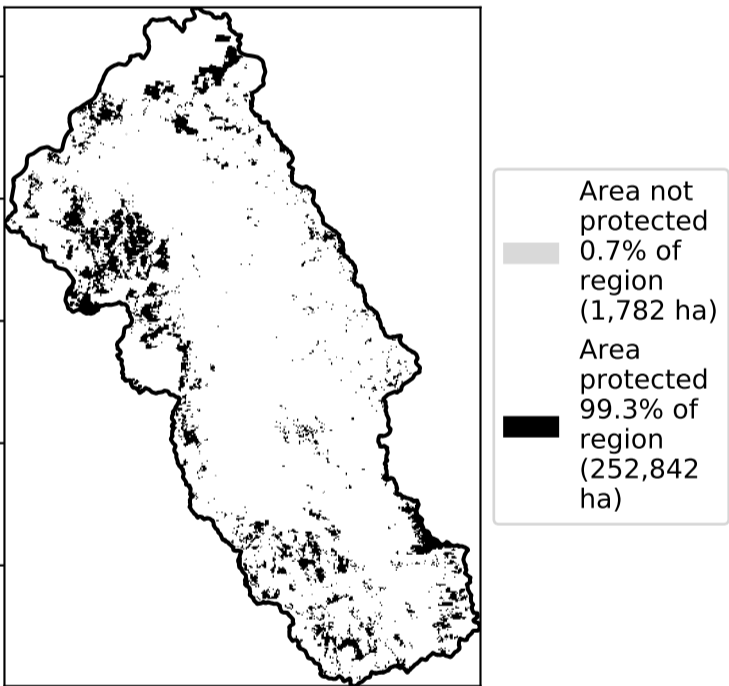 Area not
protected
0.7% of
region
(1,782 ha)
Area
protected
99.3% of
region
(252,842
ha)